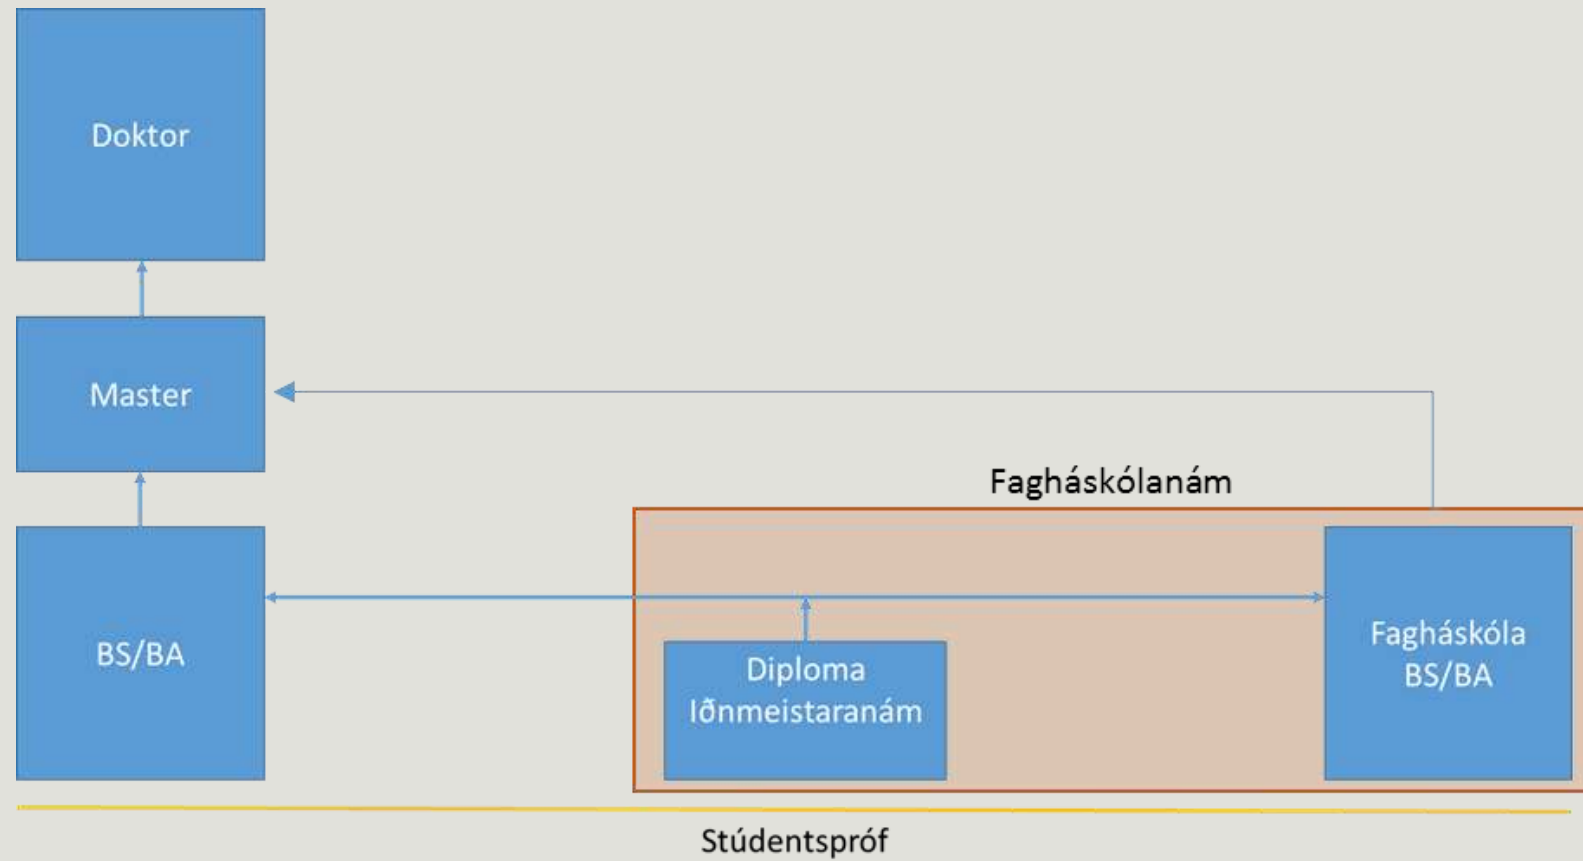 Doktor
Master
Fagháskólanám
BS/BA
Diploma
Iðnmeistaranám
Fagháskóla
BS/BA
Stúdentspróf